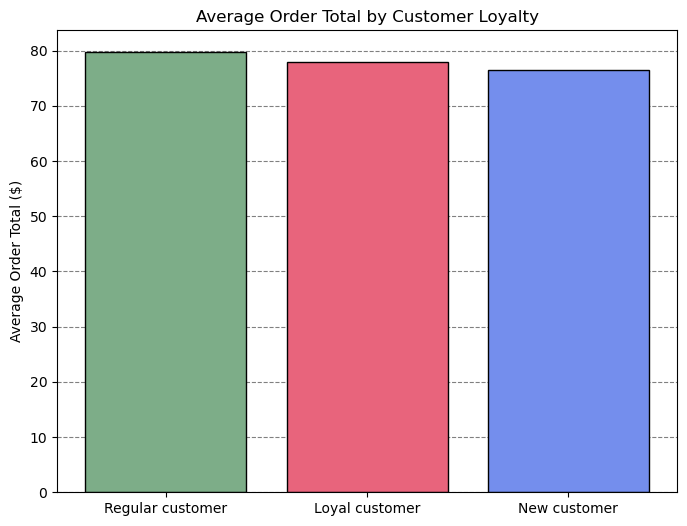 Average Order Total by Customer Loyalty
Average Order Total ($)
80
70
60
50
40
30
20
10
0
Regular customer
Loyal customer
New customer